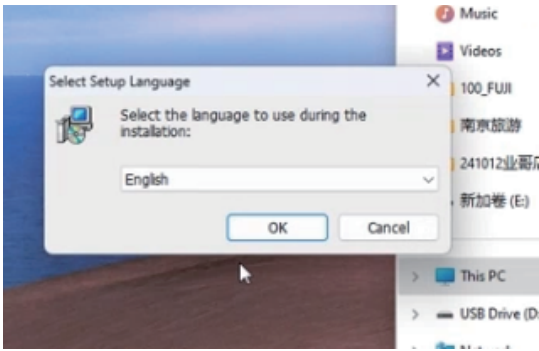 Select Setup Language
Select the language to use during the
installation:
English
OK
Cancel
Music
Videos
100_FUJI
南京旅游
241012业哥
新加卷 (E:)
This PC
USB Drive (D: